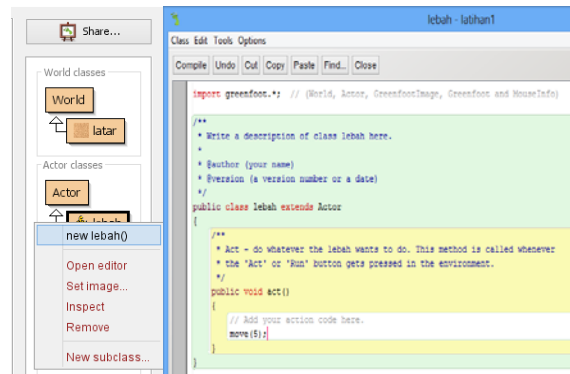 Share...
World classes
World
latar
Actor classes
Actor
lebah
new lebah()
Open editor
Set image...
Inspect
Remove
New subclass...
lebah - latihan1
Class Edit Tools Options
Compile Undo Cut Copy Paste Find... Close
import greenfoot.*;  // (World, Actor, GreenfootImage, Greenfoot and MouseInfo)
/**
 * Write a description of class lebah here.
 *
 * @author (your name)
 * @version (a version number or a date)
 */
public class lebah extends Actor
{
/**
 * Act - do whatever the lebah wants to do. This method is called whenever
 * the 'Act' or 'Run' button gets pressed in the environment.
 */
public void act()
{
// Add your action code here.
move(5);
}
}